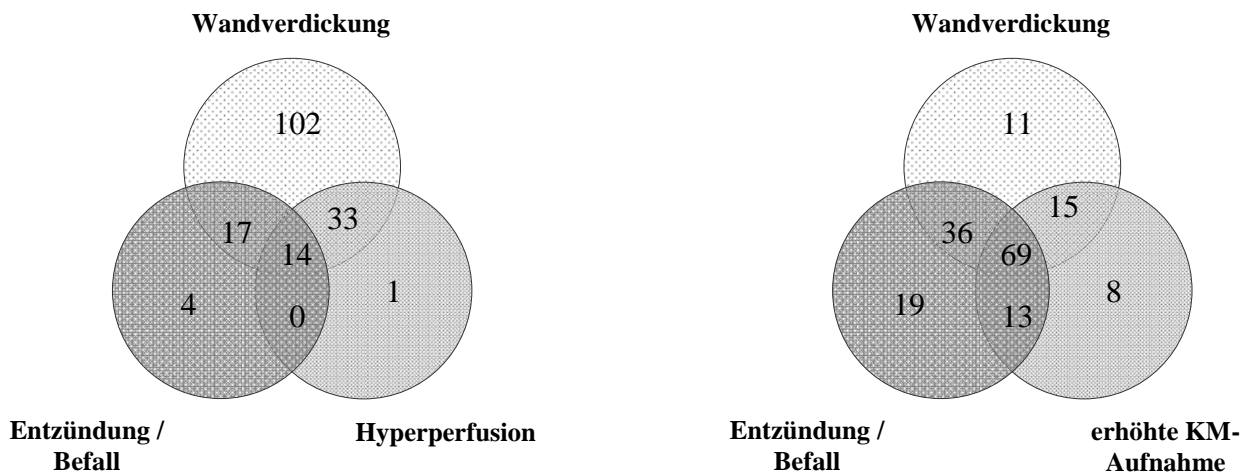 Wandverdickung
102
17
33
14
4
0
1
Entzündung /
Befall
Hyperperfusion
Wandverdickung
11
36
15
69
19
13
8
Entzündung /
Befall
erhöhte KM-
Aufnahme